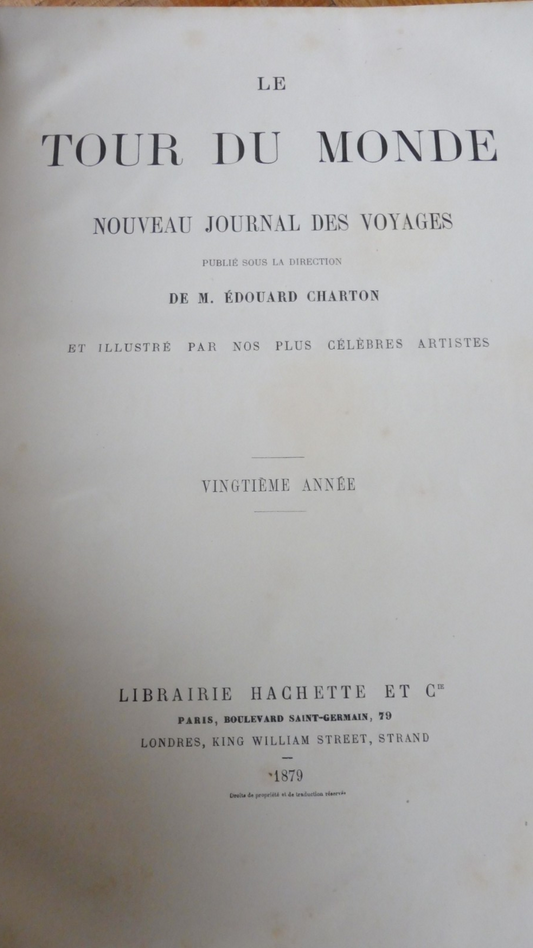 LE
TOUR DU MONDE
NOUVEAU JOURNAL DES VOYAGES
PUBLIÉ SOUS LA DIRECTION
DE M. ÉDOUARD CHARTON
ET ILLUSTRÉ PAR NOS PLUS CÉLÈBRES ARTISTES
VINGTIÈME ANNÉE
LIBRAIRIE HACHETTE ET Cie
PARIS, BOULEVARD SAINT-GERMAIN, 79
LONDRES, KING WILLIAM STREET, STRAND
1879
Droits de propriété et de traduction réservés